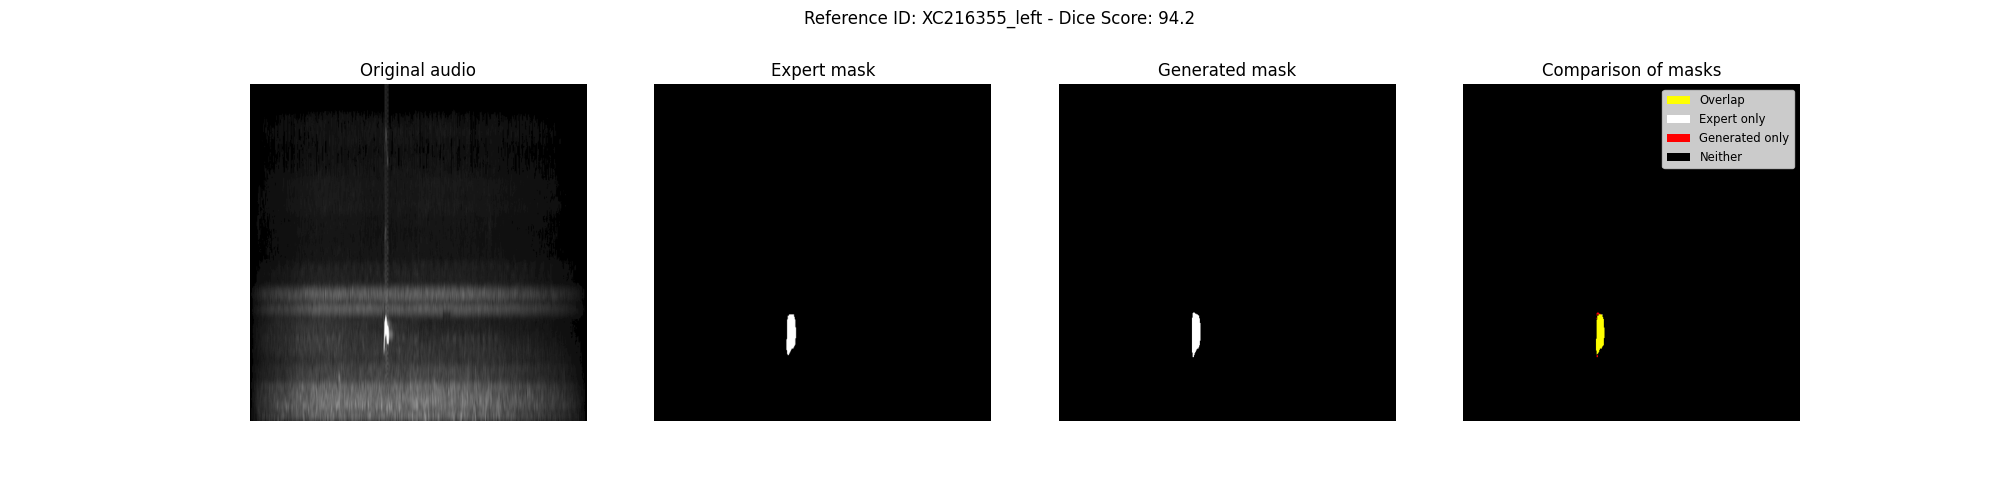 Reference ID: XC216355_left - Dice Score: 94.2
Original audio
Expert mask
Generated mask
Comparison of masks
Overlap
Expert only
Generated only
Neither